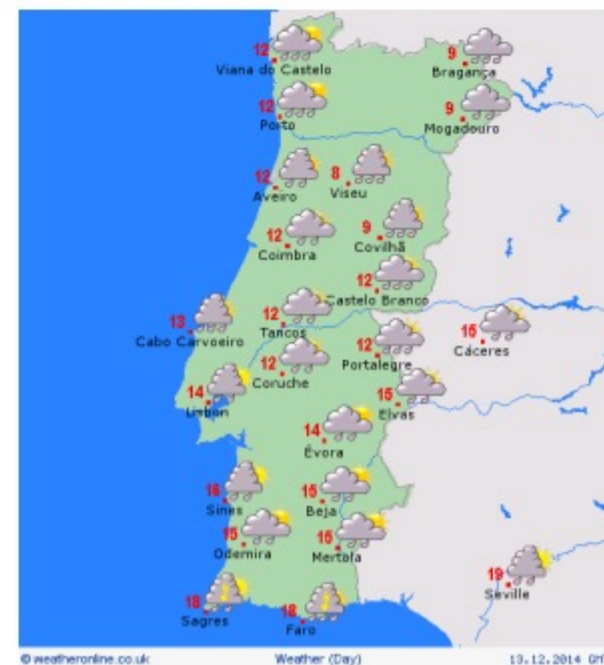 12
Viana do Castelo
9
Bragança
12
Porto
9
Mogadouro
12
Aveiro
8
Viseu
12
Coimbra
9
Covilhã
12
Castelo Branco
13
Cabo Carvoeiro
12
Tancos
12
Portalegre
15
Cáceres
12
Coruche
14
Lisbon
15
Elvas
14
Évora
16
Sines
15
Beja
15
Odemira
15
Mertola
19
Seville
18
Sagres
18
Faro
© weatheronline.co.uk Weather (Day) 13.12.2014